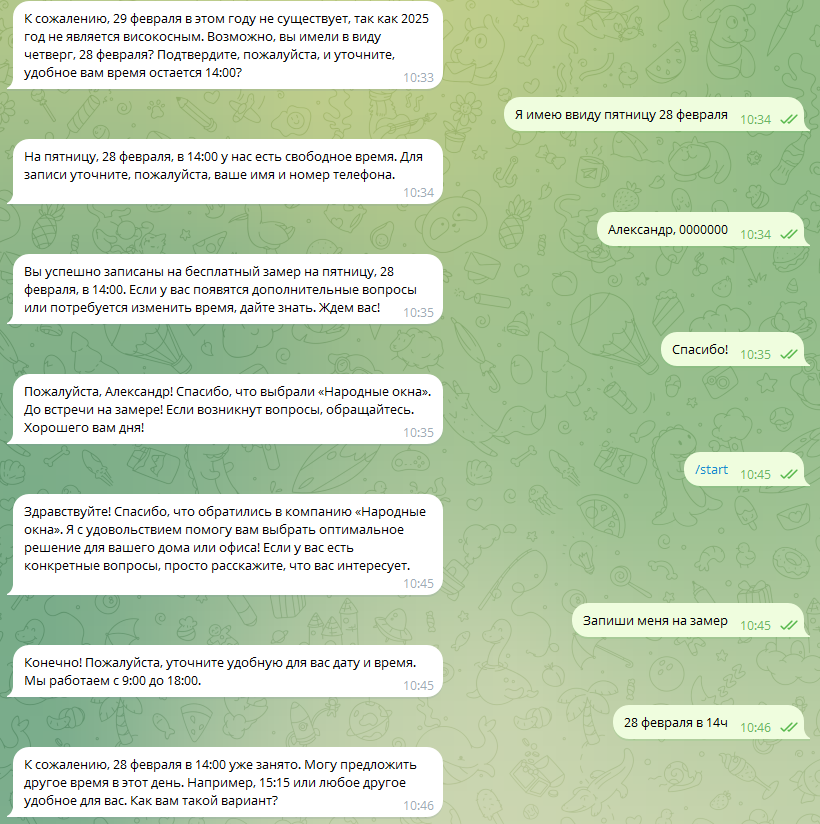 К сожалению, 29 февраля в этом году не существует, так как 2025
год не является високосным. Возможно, вы имели в виду
четверг, 28 февраля? Подтвердите, пожалуйста, и уточните,
удобное вам время остается 14:00?
10:33
Я имею ввиду пятницу 28 февраля
10:34
На пятницу, 28 февраля, в 14:00 у нас есть свободное время. Для
записи уточните, пожалуйста, ваше имя и номер телефона.
10:34
Александр, 0000000
10:34
Вы успешно записаны на бесплатный замер на пятницу, 28
февраля, в 14:00. Если у вас появятся дополнительные вопросы
или потребуется изменить время, дайте знать. Ждем вас!
10:35
Спасибо!
10:35
Пожалуйста, Александр! Спасибо, что выбрали «Народные окна».
До встречи на замере! Если возникнут вопросы, обращайтесь.
Хорошего вам дня!
10:35
/start
10:45
Здравствуйте! Спасибо, что обратились в компанию «Народные
окна». Я с удовольствием помогу вам выбрать оптимальное
решение для вашего дома или офиса! Если у вас есть
конкретные вопросы, просто расскажите, что вас интересует.
10:45
Запиши меня на замер
10:45
Конечно! Пожалуйста, уточните удобную для вас дату и время.
Мы работаем с 9:00 до 18:00.
10:45
28 февраля в 14ч
10:46
К сожалению, 28 февраля в 14:00 уже занято. Могу предложить
другое время в этот день. Например, 15:15 или любое другое
удобное для вас. Как вам такой вариант?
10:46